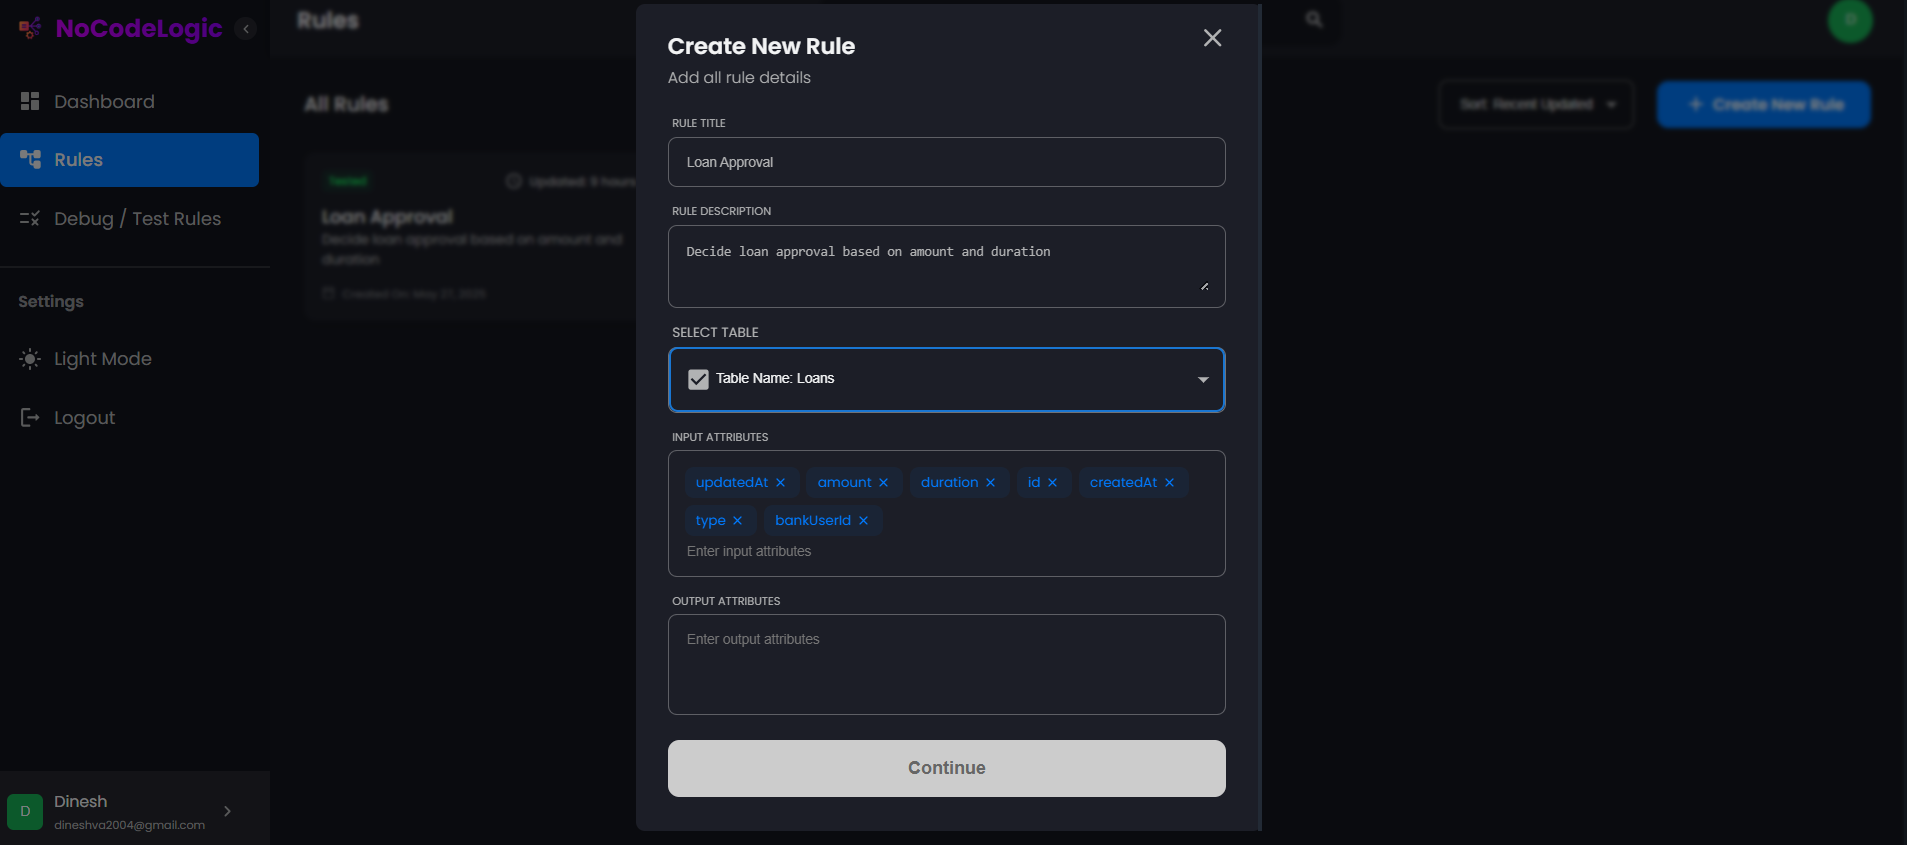 NoCodeLogic
Dashboard
Rules
Debug / Test Rules
Settings
Light Mode
Logout
D
Dinesh
dineshva2004@gmail.com
Rules
D
All Rules
Sort: Recent Updated
+ Create New Rule
Tested
Updated: 9 hours
Loan Approval
Decide loan approval based on amount and
duration
Created On: May 27, 2025
Create New Rule
Add all rule details
RULE TITLE
Loan Approval
RULE DESCRIPTION
Decide loan approval based on amount and duration
SELECT TABLE
Table Name: Loans
INPUT ATTRIBUTES
updatedAt × amount × duration × id × createdAt ×
type × bankUserId ×
Enter input attributes
OUTPUT ATTRIBUTES
Enter output attributes
Continue